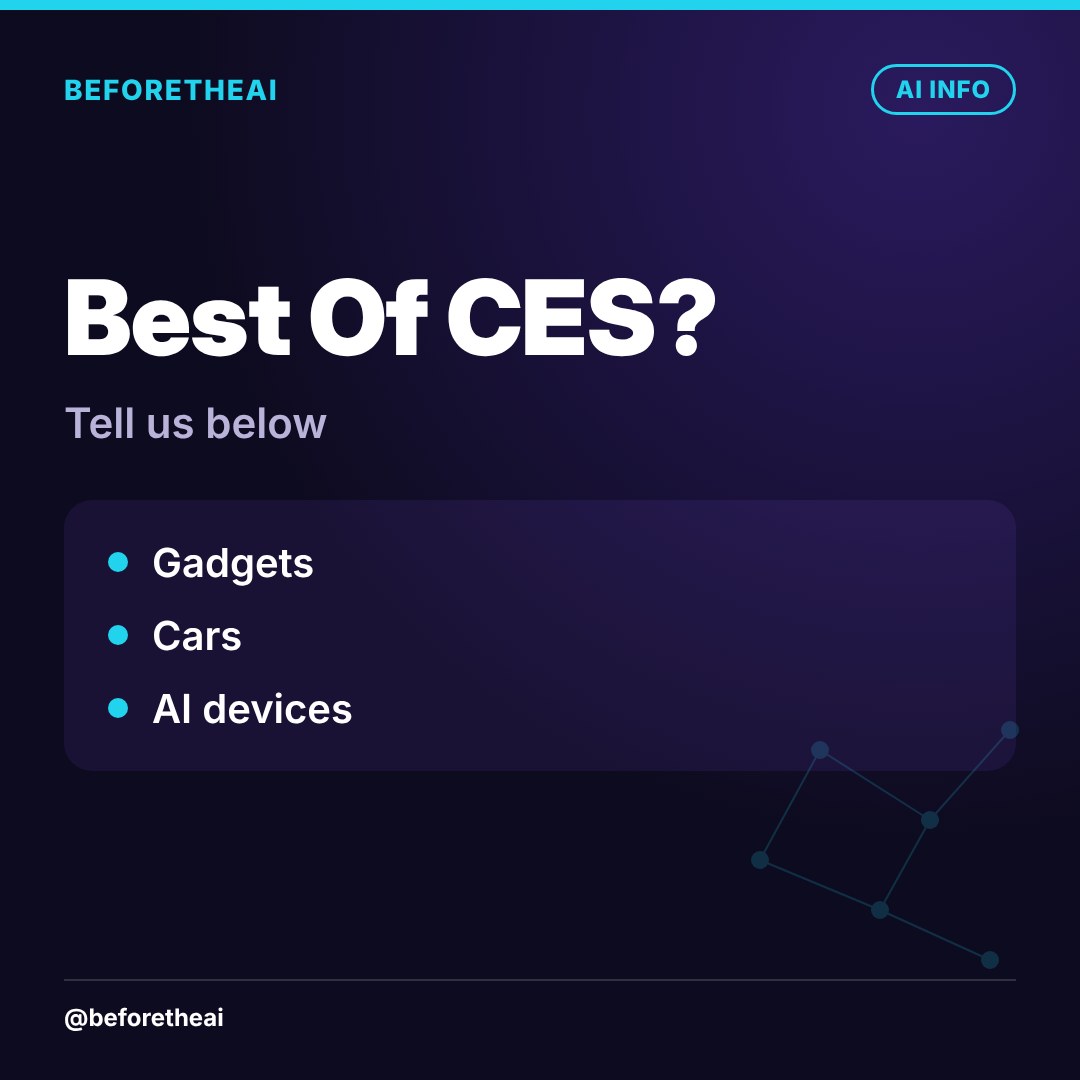 BEFORETHEAI
AI INFO
Best Of CES?
Tell us below
Gadgets
Cars
AI devices
@beforetheai